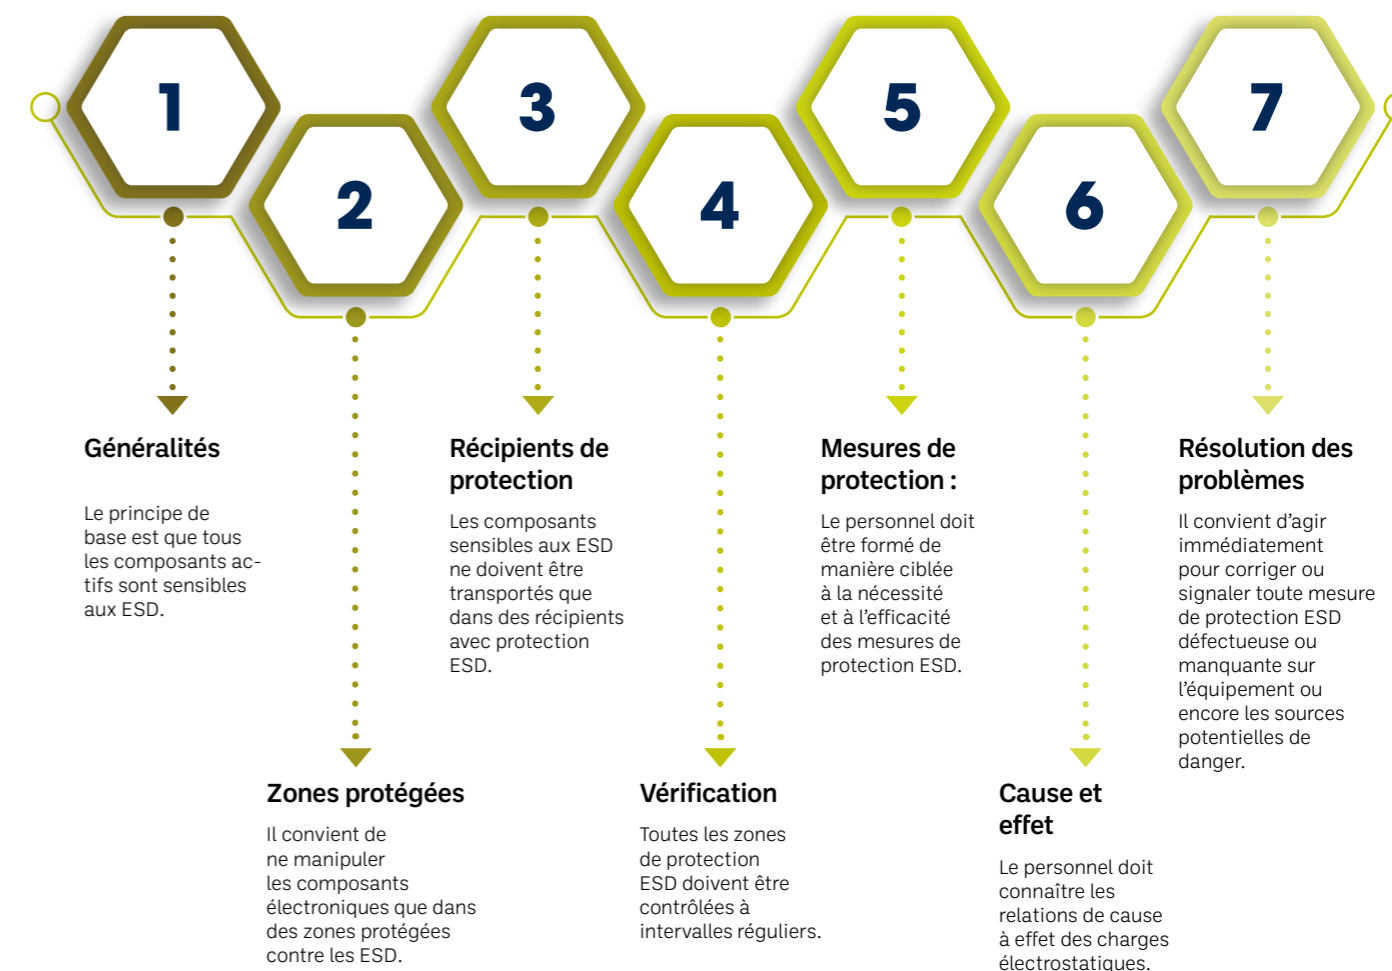 1
2
3
4
5
6
7
Généralités
Le principe de
base est que tous
les composants ac-
tifs sont sensibles
aux ESD.
Zones protégées
Il convient de
ne manipuler
les composants
électroniques que dans
des zones protégées
contre les ESD.
Récipients de
protection
Les composants
sensibles aux ESD
ne doivent être
transportés que
dans des récipients
avec protection
ESD.
Vérification
Toutes les zones
de protection
ESD doivent être
contrôlées à
intervalles réguliers.
Mesures de
protection :
Le personnel doit
être formé de
manière ciblée
à la nécessité
et à l’efficacité
des mesures de
protection ESD.
Cause et
effet
Le personnel doit
connaître les
relations de cause
à effet des charges
électrostatiques.
Résolution des
problèmes
Il convient d’agir
immédiatement
pour corriger ou
signaler toute mesure
de protection ESD
défectueuse ou
manquante sur
l’équipement ou
encore les sources
potentielles de
danger.